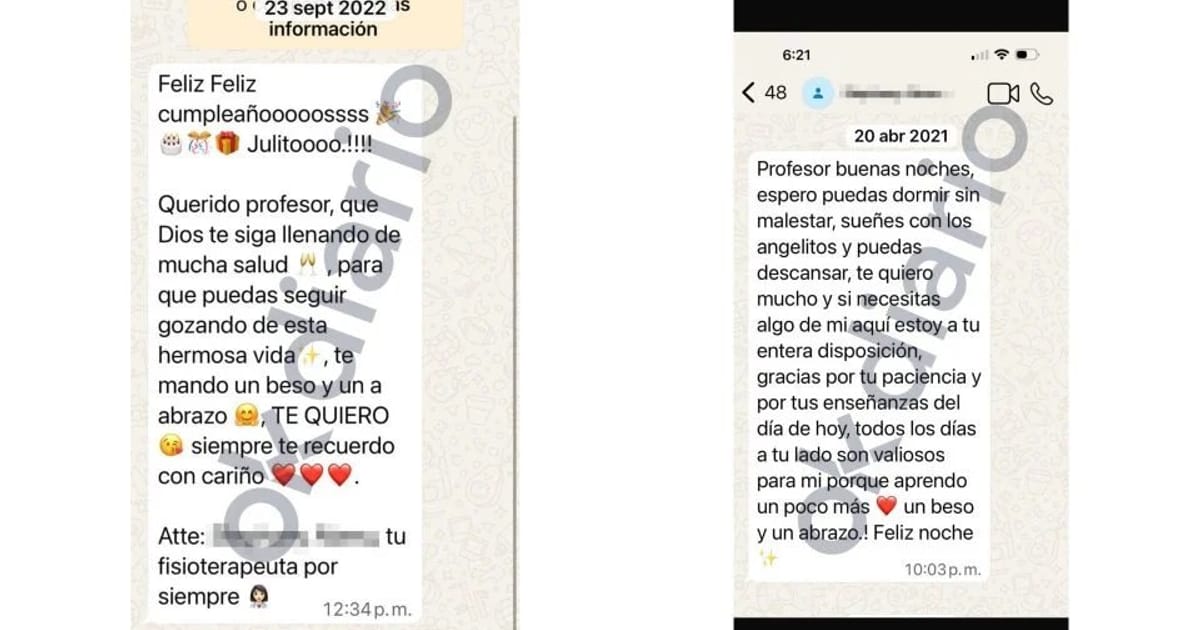 23 sept 2022
información
Feliz Feliz
cumpleañooooossss 🎉
🎂🎊🎁 Julitoooo.!!!!
Querido profesor, que
Dios te siga llenando de
mucha salud 🥂 , para
que puedas seguir
gozando de esta
hermosa vida✨, te
mando un beso y un a
abrazo 🤗, TE QUIERO
😘 siempre te recuerdo
con cariño ❤️❤️❤️.
Atte: tu
fisioterapeuta por
siempre 👩🏻‍⚕️
12:34 p. m.
okdiario
6:21
48
20 abr 2021
Profesor buenas noches,
espero puedas dormir sin
malestar, sueñes con los
angelitos y puedas
descansar, te quiero
mucho y si necesitas
algo de mi aquí estoy a tu
entera disposición,
gracias por tu paciencia y
por tus enseñanzas del
día de hoy, todos los días
a tu lado son valiosos
para mi porque aprendo
un poco más ❤️ un beso
y un abrazo.! Feliz noche
✨
10:03 p. m.
okdiario